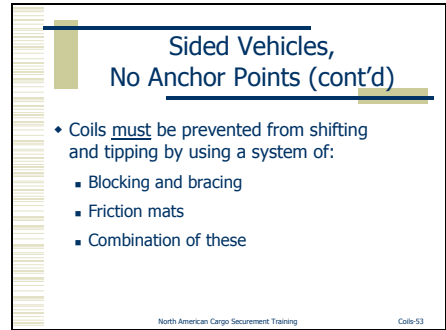 Sided Vehicles,
No Anchor Points (cont'd)
◆ Coils must be prevented from shifting
and tipping by using a system of:
■ Blocking and bracing
■ Friction mats
■ Combination of these
North American Cargo Securement Training Coils-53